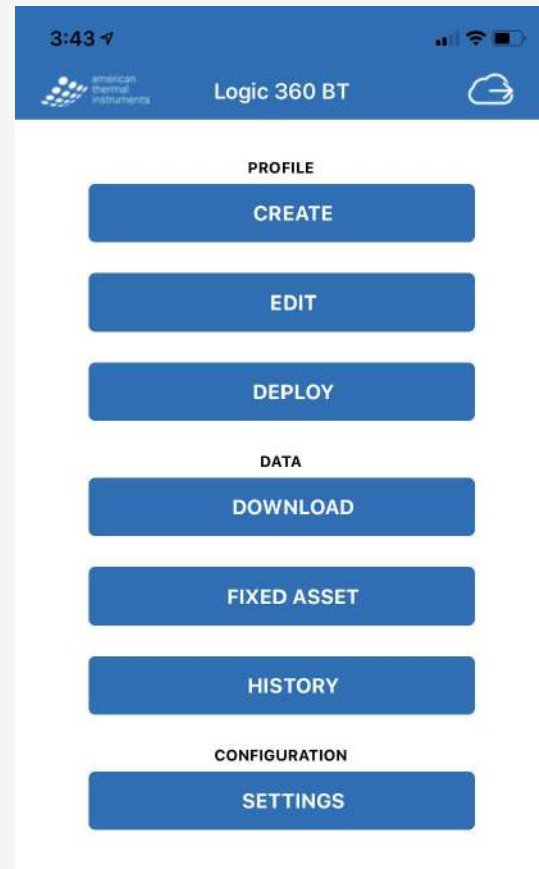 3:43
american
thermal
instruments
Logic 360 BT
PROFILE
CREATE
EDIT
DEPLOY
DATA
DOWNLOAD
FIXED ASSET
HISTORY
CONFIGURATION
SETTINGS